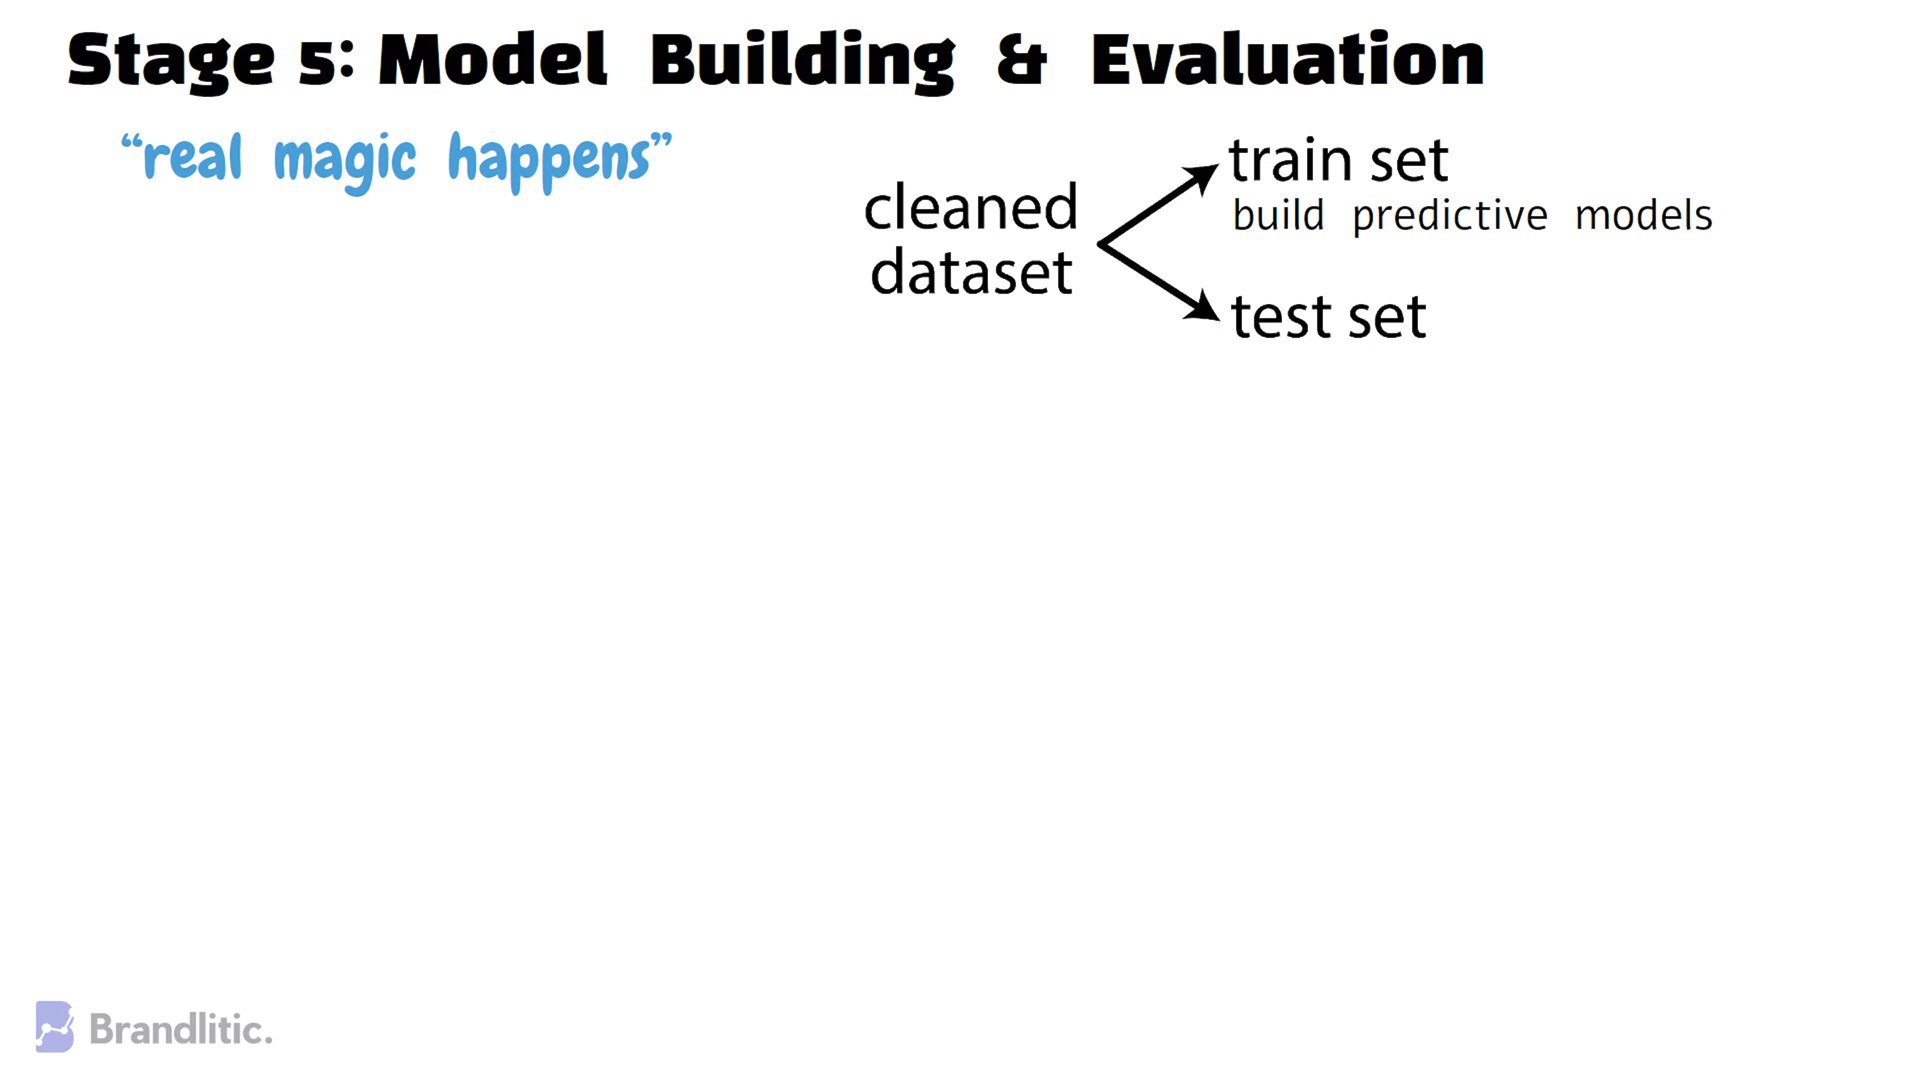 Stage 5: Model Building & Evaluation
“real magic happens”
cleaned
dataset
train set
build predictive models
test set
Brandlitic.